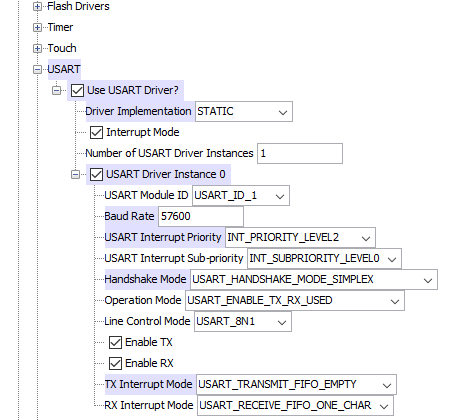 Flash Drivers
Timer
Touch
USART
Use USART Driver?
Driver Implementation STATIC
Interrupt Mode
Number of USART Driver Instances 1
USART Driver Instance 0
USART Module ID USART_ID_1
Baud Rate 57600
USART Interrupt Priority INT_PRIORITY_LEVEL2
USART Interrupt Sub-priority INT_SUBPRIORITY_LEVEL0
Handshake Mode USART_HANDSHAKE_MODE_SIMPLEX
Operation Mode USART_ENABLE_TX_RX_USED
Line Control Mode USART_8N1
Enable TX
Enable RX
TX Interrupt Mode USART_TRANSMIT_FIFO_EMPTY
RX Interrupt Mode USART_RECEIVE_FIFO_ONE_CHAR